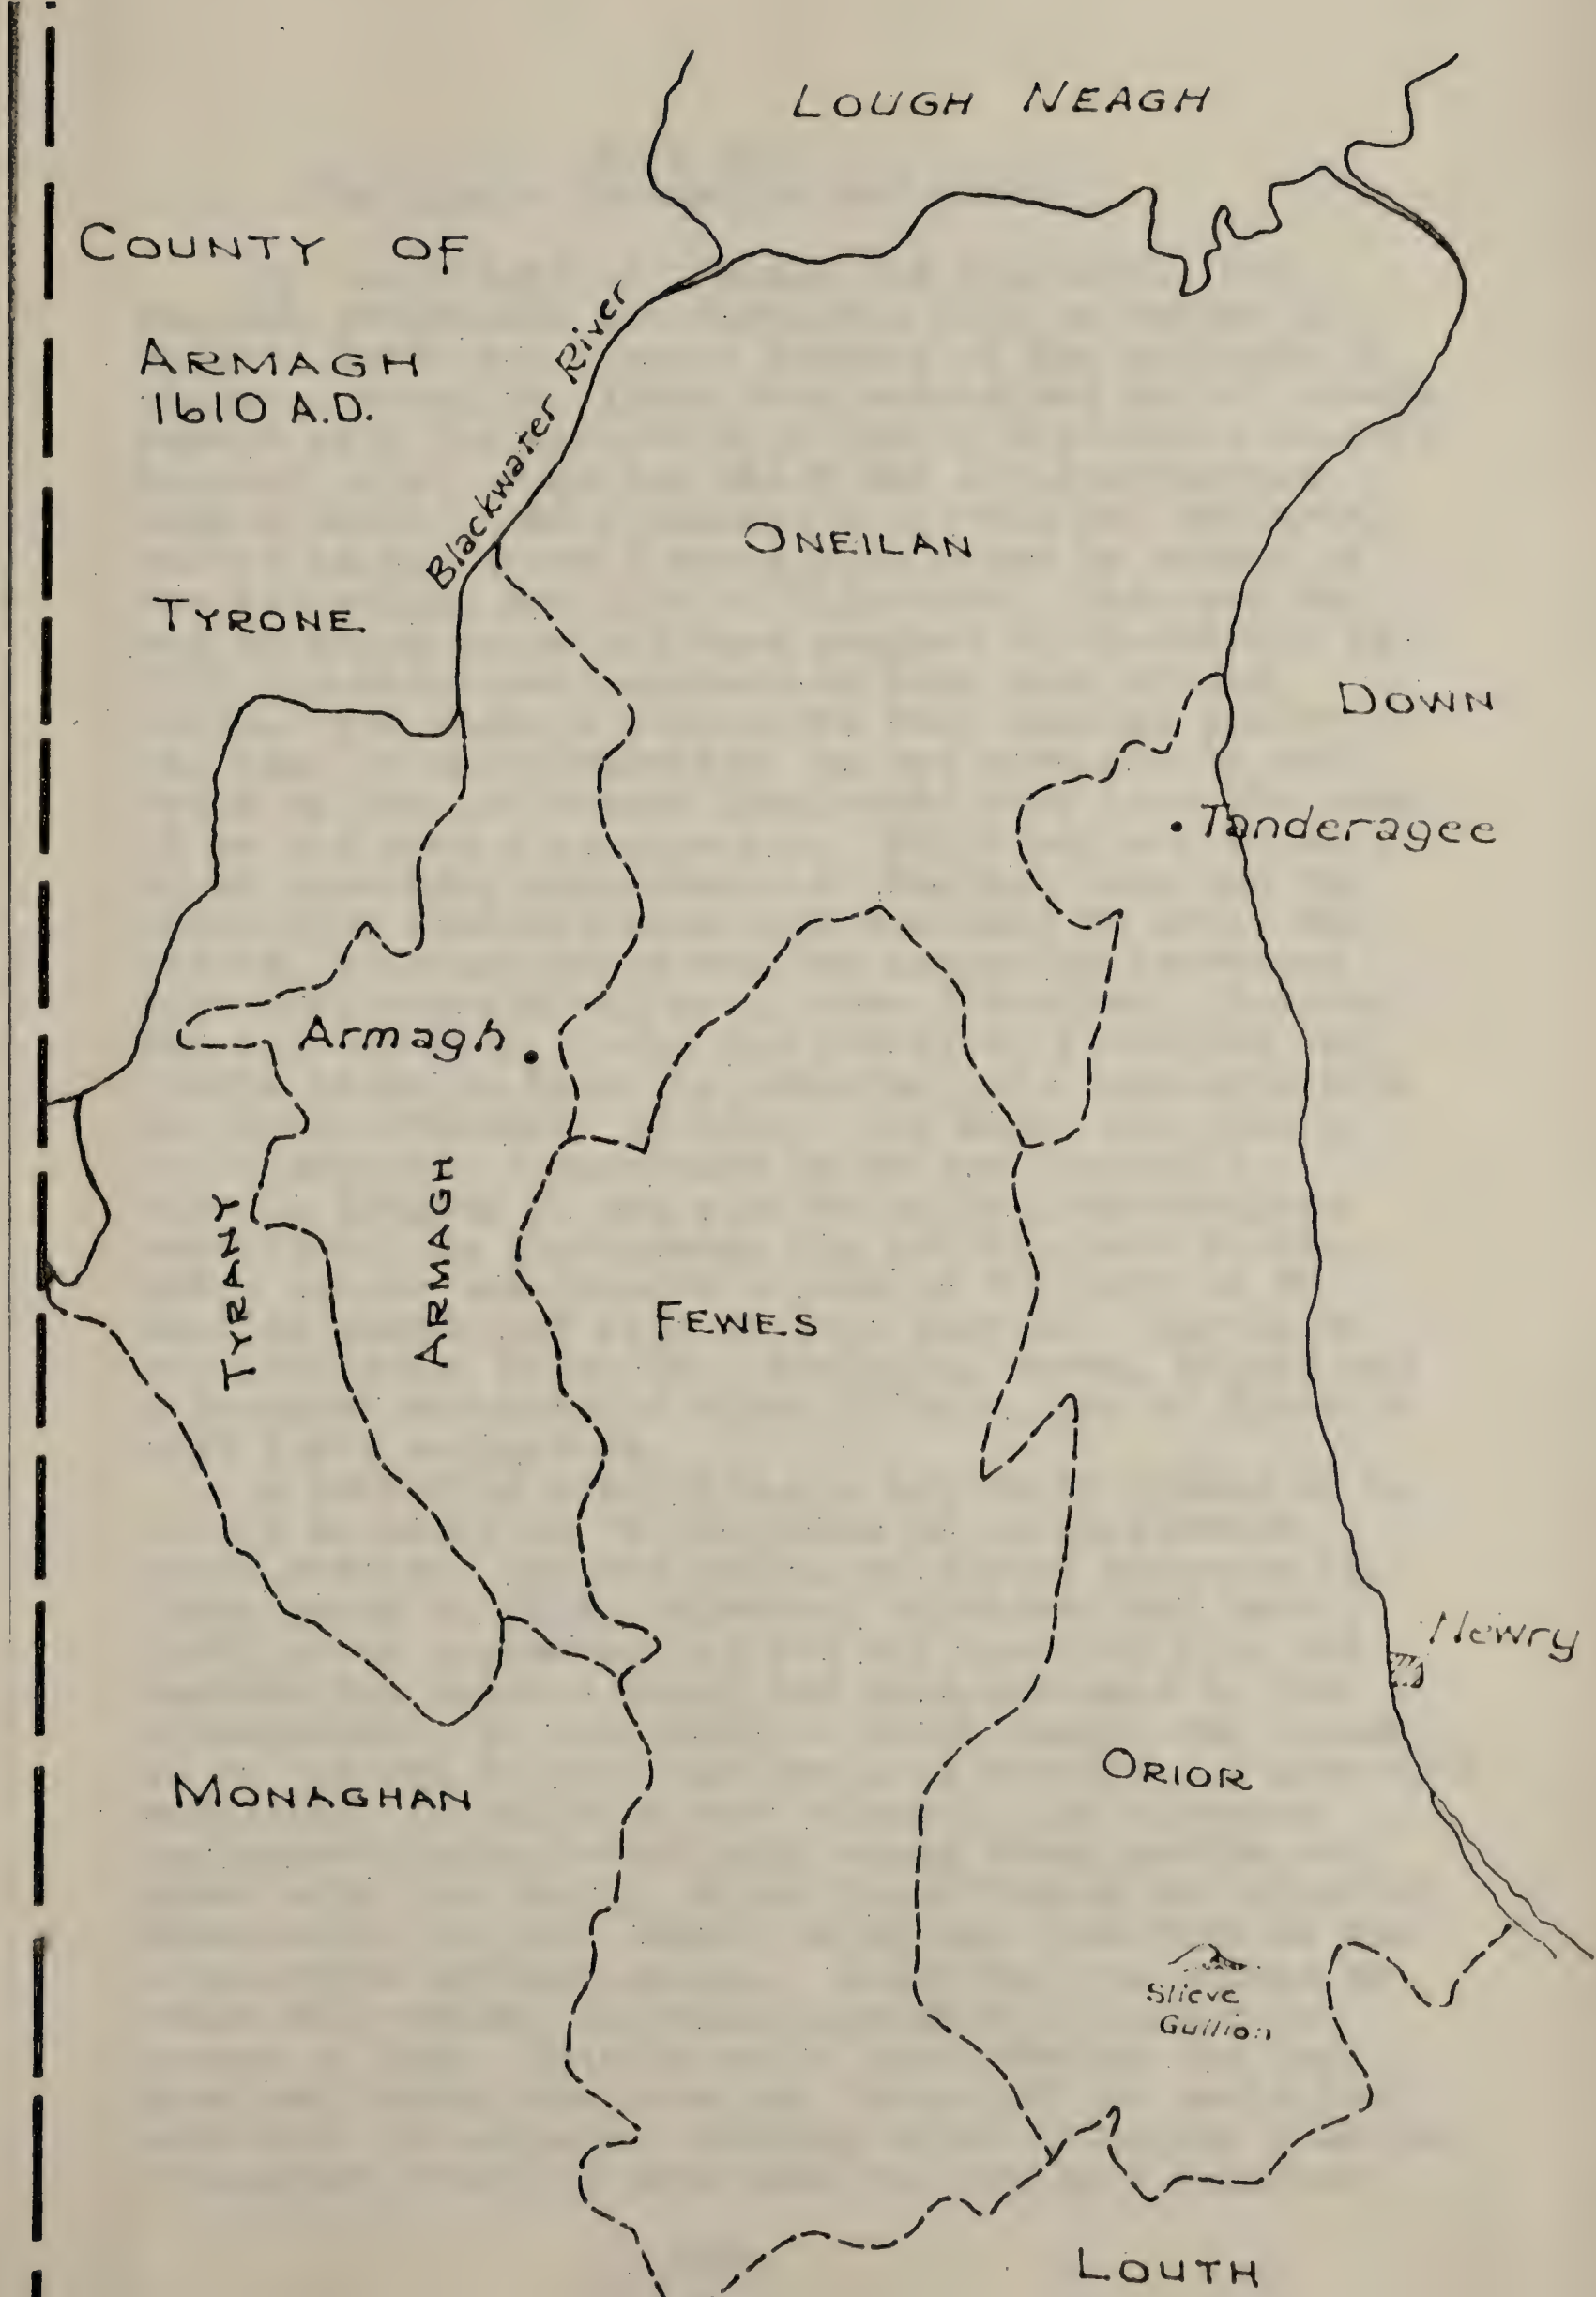 LOUGH NEAGH
COUNTY OF
ARMAGH
1610 A.D.
Blackwater River
ONEILAN
TYRONE
DOWN
Tanderagee
Armagh
TYRANY
ARMAGH
FEWES
Newry
ORIOR
MONAGHAN
Slieve
Gullion
LOUTH